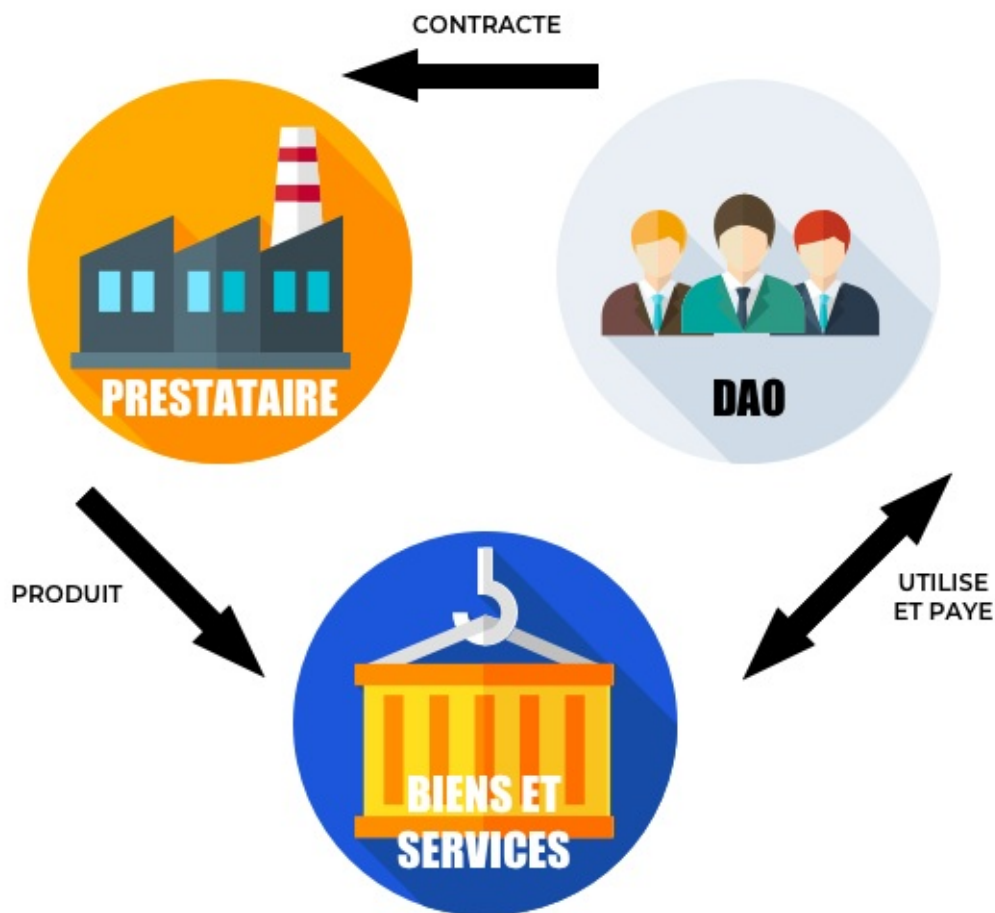 CONTRACTE
PRESTATAIRE
DAO
PRODUIT
UTILISE
ET PAYE
BIENS ET
SERVICES